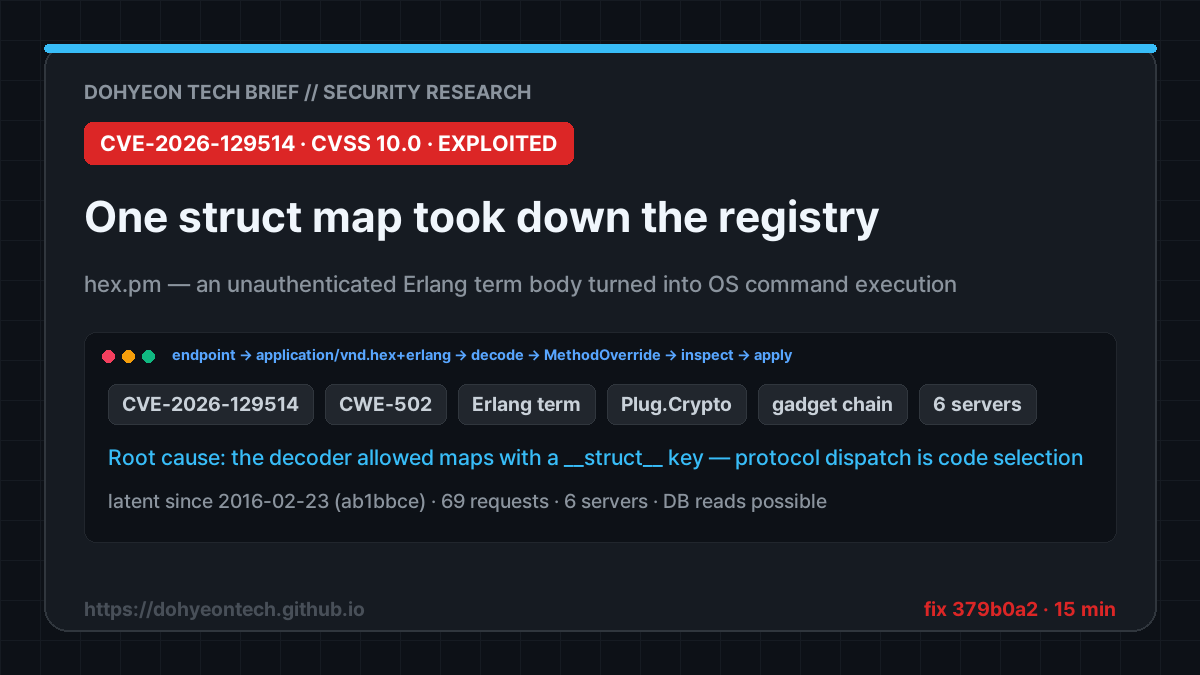 DOHYEON TECH BRIEF // SECURITY RESEARCH
CVE-2026-129514 · CVSS 10.0 · EXPLOITED
One struct map took down the registry
hex.pm — an unauthenticated Erlang term body turned into OS command execution
endpoint → application/vnd.hex+erlang → decode → MethodOverride → inspect → apply
CVE-2026-129514 CWE-502 Erlang term Plug.Crypto gadget chain 6 servers
Root cause: the decoder allowed maps with a __struct__ key — protocol dispatch is code selection
latent since 2016-02-23 (ab1bbce) · 69 requests · 6 servers · DB reads possible
https://dohyeontech.github.io fix 379b0a2 · 15 min